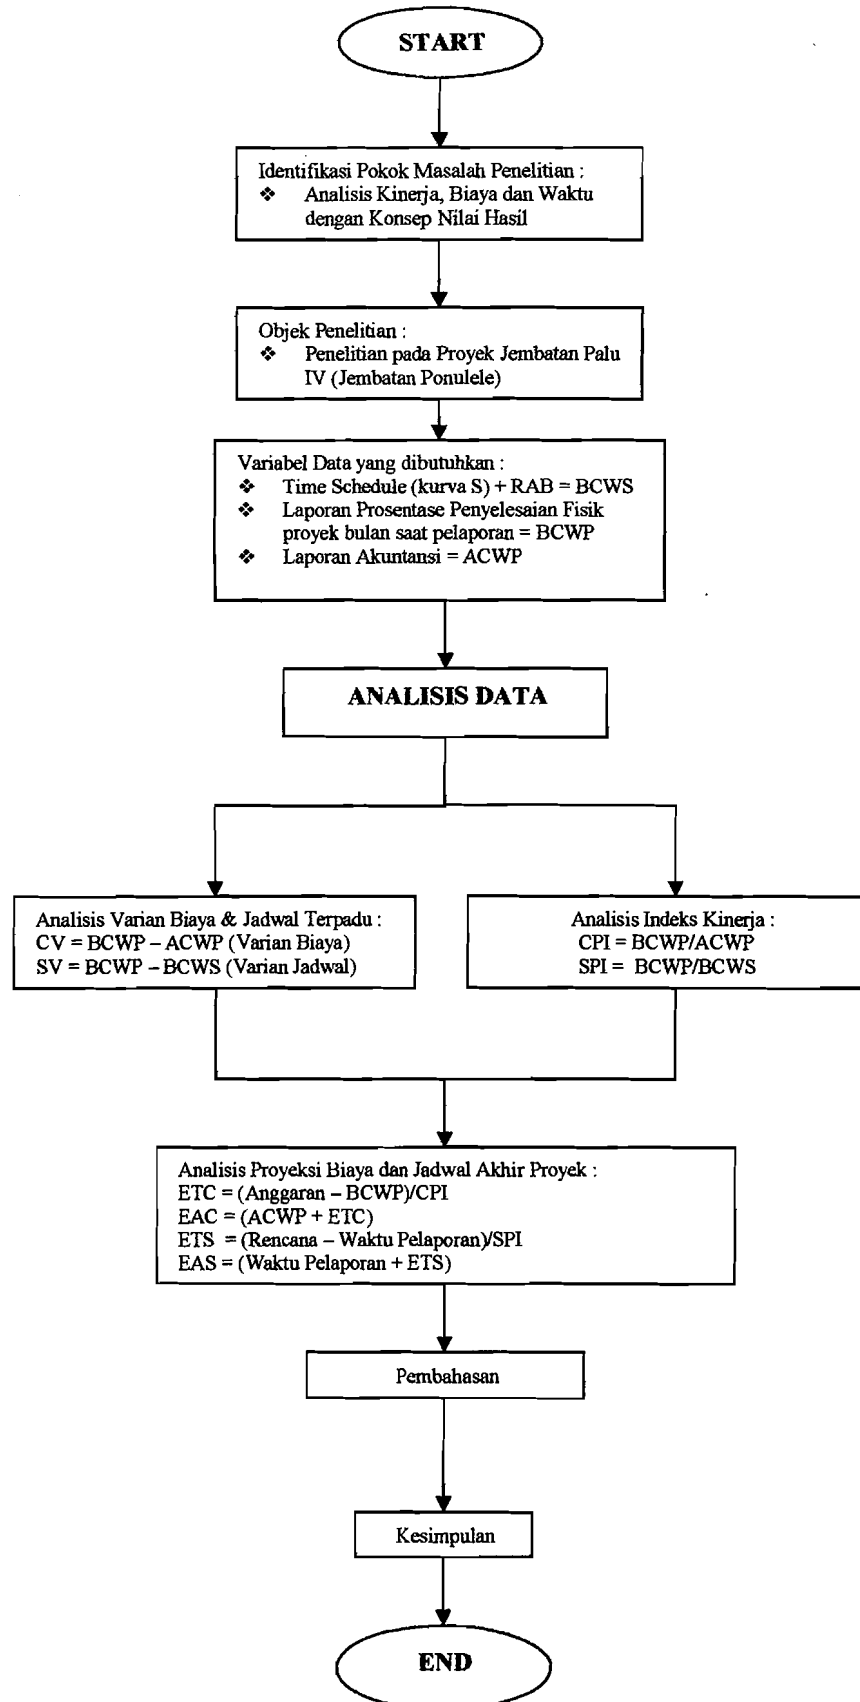 START
Identifikasi Pokok Masalah Penelitian :
❖ Analisis Kinerja, Biaya dan Waktu
dengan Konsep Nilai Hasil
Objek Penelitian :
❖ Penelitian pada Proyek Jembatan Palu
IV (Jembatan Ponulele)
Variabel Data yang dibutuhkan :
❖ Time Schedule (kurva S) + RAB = BCWS
❖ Laporan Prosentase Penyelesaian Fisik
proyek bulan saat pelaporan = BCWP
❖ Laporan Akuntansi = ACWP
ANALISIS DATA
Analisis Varian Biaya & Jadwal Terpadu :
CV = BCWP – ACWP (Varian Biaya)
SV = BCWP – BCWS (Varian Jadwal)
Analisis Indeks Kinerja :
CPI = BCWP/ACWP
SPI = BCWP/BCWS
Analisis Proyeksi Biaya dan Jadwal Akhir Proyek :
ETC = (Anggaran – BCWP)/CPI
EAC = (ACWP + ETC)
ETS = (Rencana – Waktu Pelaporan)/SPI
EAS = (Waktu Pelaporan + ETS)
Pembahasan
Kesimpulan
END